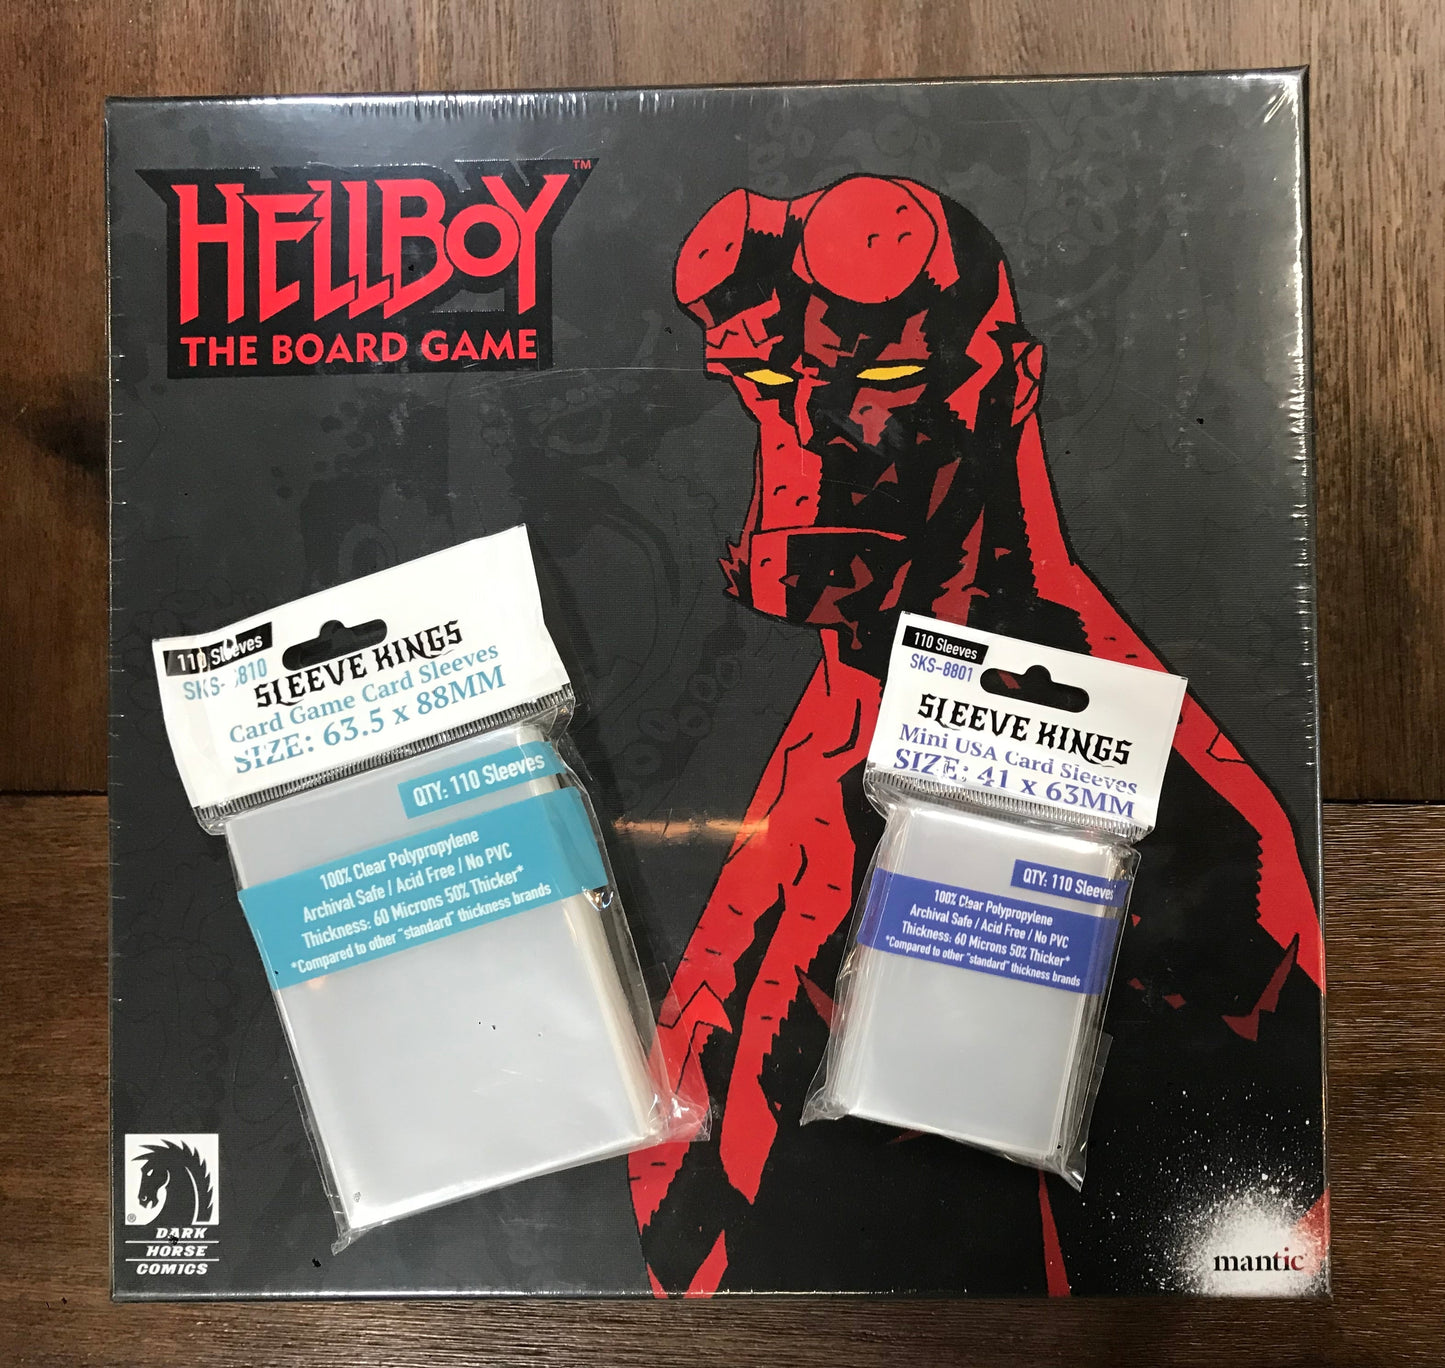 HELLBOY™
THE BOARD GAME
110 Sleeves
SKS-8810
SLEEVE KINGS
Card Game Card Sleeves
SIZE: 63.5 x 88MM
QTY: 110 Sleeves
100% Clear Polypropylene
Archival Safe / Acid Free / No PVC
Thickness: 60 Microns 50% Thicker*
*Compared to other "standard" thickness brands
110 Sleeves
SKS-8801
SLEEVE KINGS
Mini USA Card Sleeves
SIZE: 41 x 63MM
QTY: 110 Sleeves
100% Clear Polypropylene
Archival Safe / Acid Free / No PVC
Thickness: 60 Microns 50% Thicker*
*Compared to other "standard" thickness brands
®
DARK
HORSE
COMICS
mantic